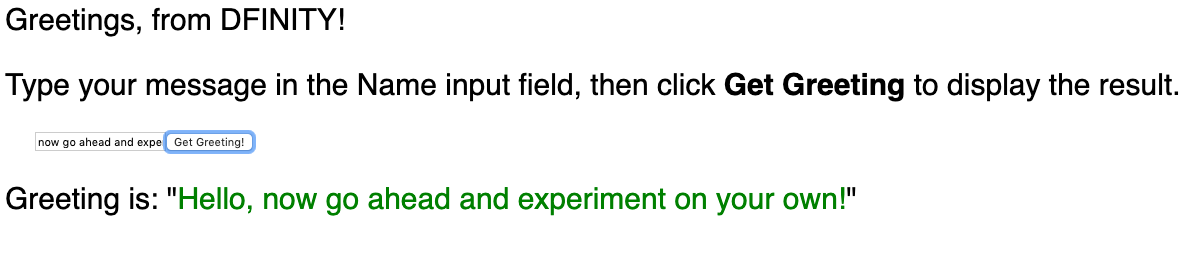 Greetings, from DFINITY!
Type your message in the Name input field, then click Get Greeting to display the result.
now go ahead and expe Get Greeting!
Greeting is: "Hello, now go ahead and experiment on your own!"